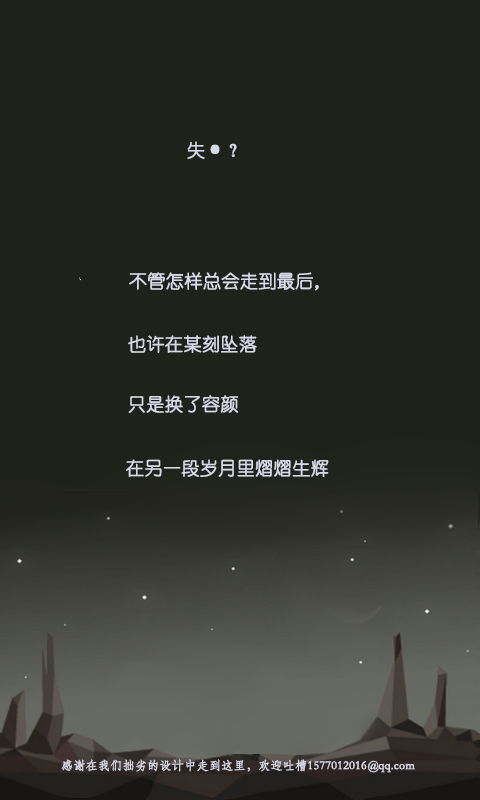 失● ?
不管怎样总会走到最后，
也许在某刻坠落
只是换了容颜
在另一段岁月里熠熠生辉
感谢在我们拙劣的设计中走到这里，欢迎吐槽1577012016@qq.com